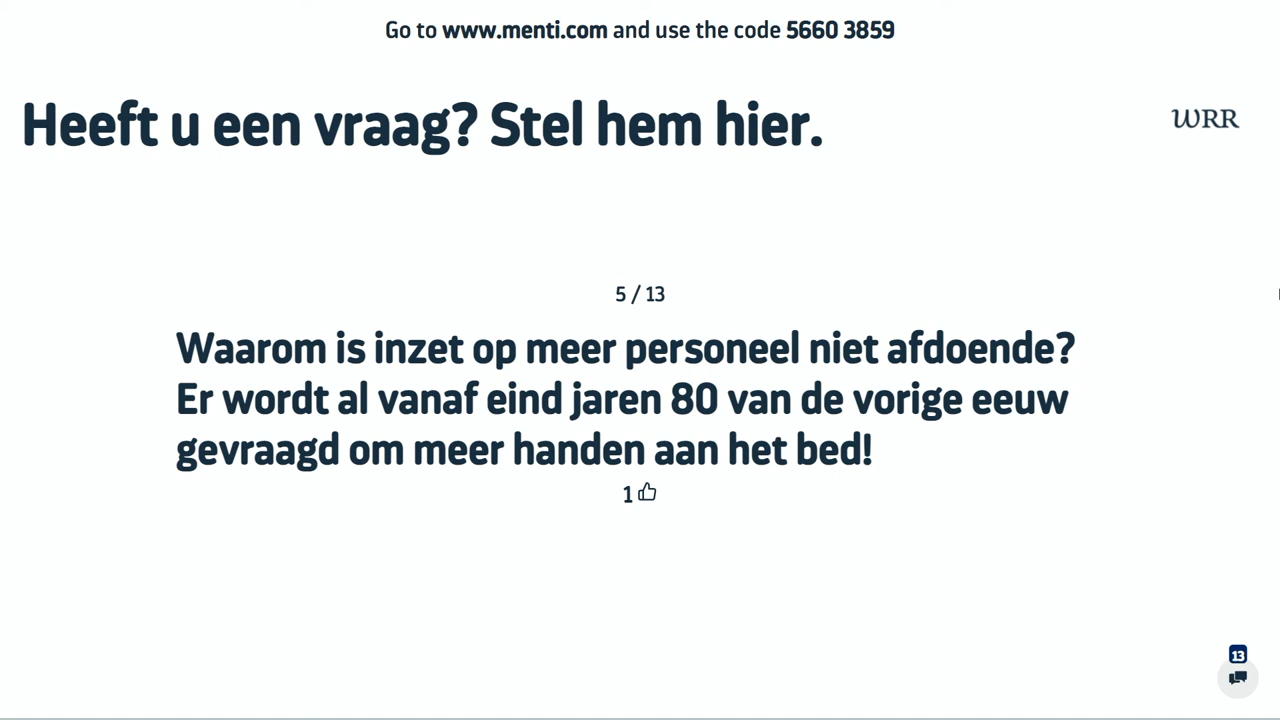 Go to www.menti.com and use the code 5660 3859
Heeft u een vraag? Stel hem hier.
WRR
5 / 13
Waarom is inzet op meer personeel niet afdoende?
Er wordt al vanaf eind jaren 80 van de vorige eeuw
gevraagd om meer handen aan het bed!
1
13